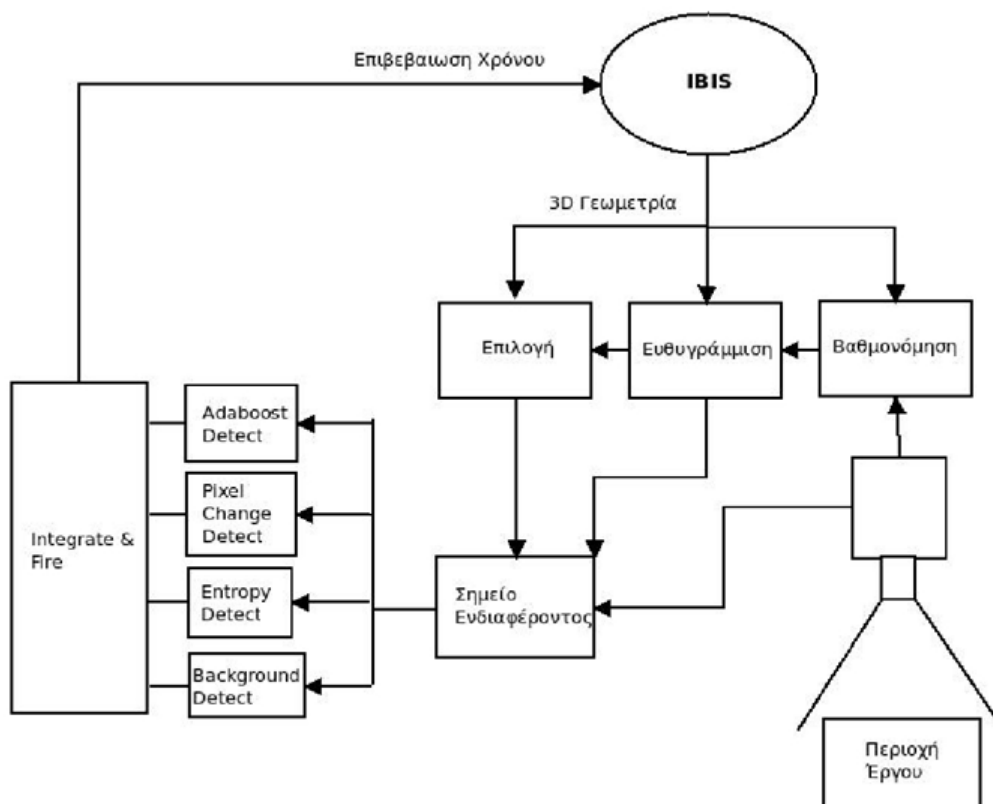 Επιβεβαιωση Χρόνου
IBIS
3D Γεωμετρία
Επιλογή
Ευθυγράμμιση
Βαθμονόμηση
Adaboost
Detect
Pixel
Change
Detect
Integrate &
Fire
Entropy
Detect
Background
Detect
Σημείο
Ενδιαφέροντος
Περιοχή
Έργου